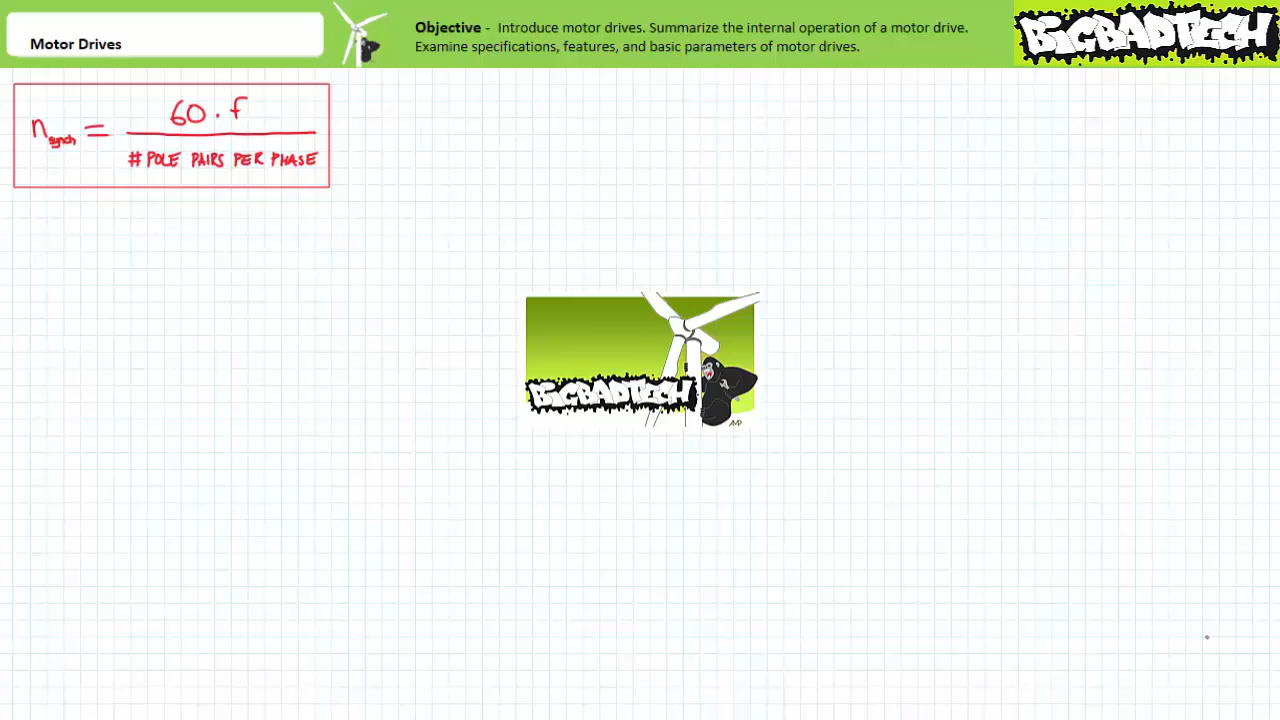 Motor Drives
Objective - Introduce motor drives. Summarize the internal operation of a motor drive.
Examine specifications, features, and basic parameters of motor drives.
BIGBADTECH
n synch = 60 · f
# POLE PAIRS PER PHASE
BIGBADTECH
AMP